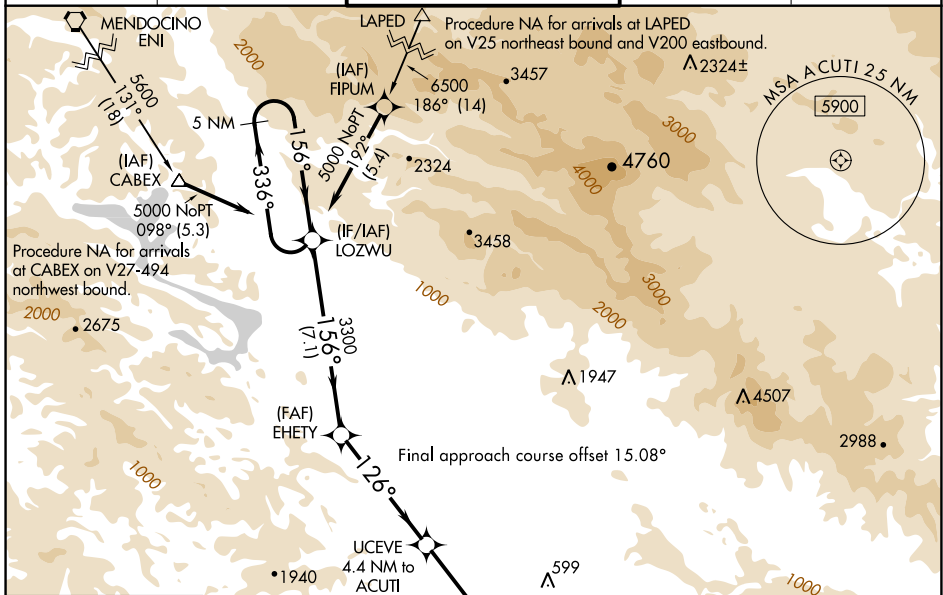 MENDOCINO
ENI
5600
131°
(18)
2000
LAPED
Procedure NA for arrivals at LAPED
on V25 northeast bound and V200 eastbound.
6500
186° (14)
(IAF)
FIPUM
3457
2324±
MSA ACUTI 25 NM
5900
5 NM
156°
336°
5000 NoPT
192°
(5.4)
2324
3000
4760
4000
(IAF)
CABEX
5000 NoPT
098° (5.3)
(IF/IAF)
LOZWU
3458
Procedure NA for arrivals
at CABEX on V27-494
northwest bound.
2000
2675
1000
3000
2000
3300
156°
(7.1)
1947
4507
(FAF)
EHETY
2988
Final approach course offset 15.08°
126°
1000
UCEVE
4.4 NM to
ACUTI
1940
599
1000